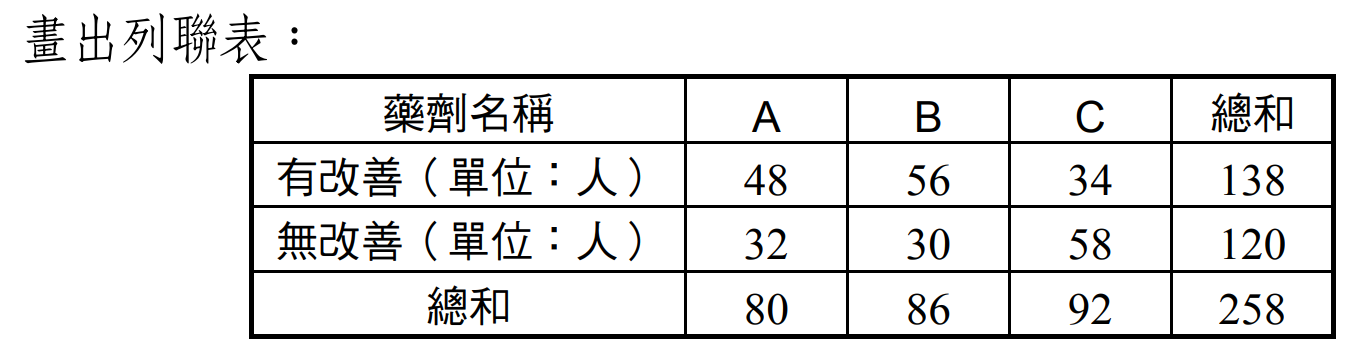 畫出列聯表：
藥劑名稱 A B C 總和
有改善（單位：人） 48 56 34 138
無改善（單位：人） 32 30 58 120
總和 80 86 92 258